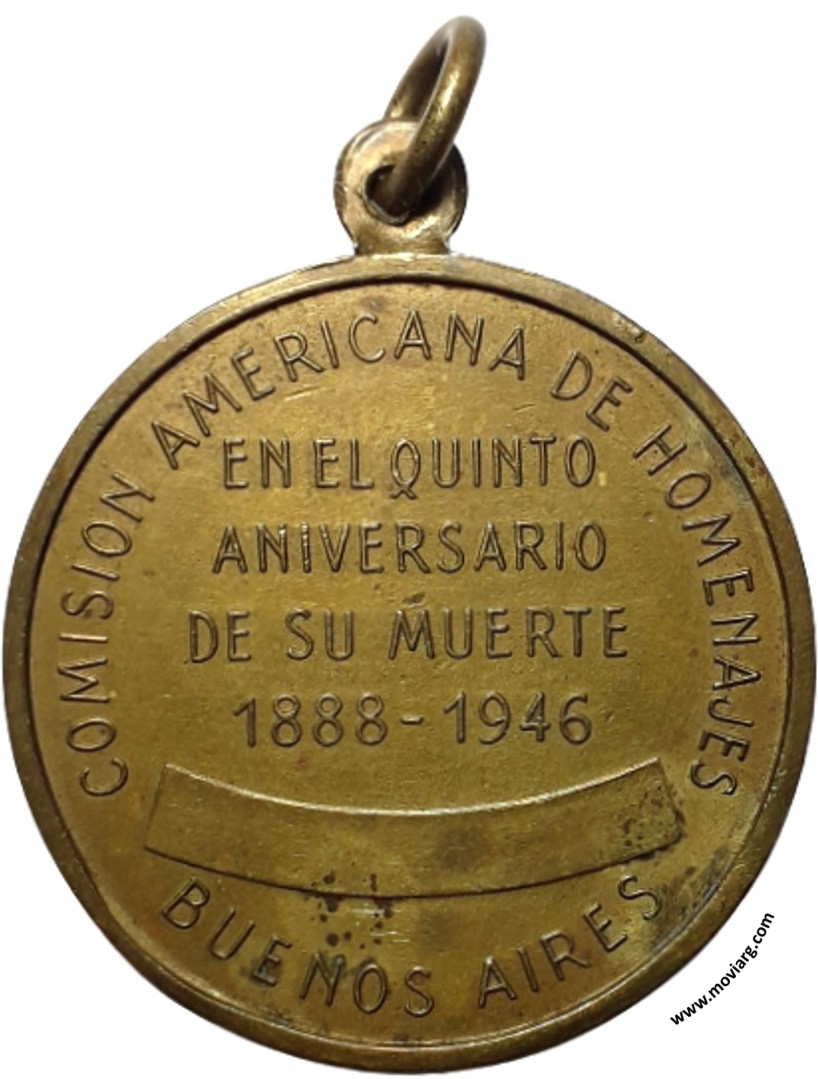 COMISION AMERICANA DE HOMENAJES
EN EL QUINTO
ANIVERSARIO
DE SU MUERTE
1888-1946
BUENOS AIRES
www.moviarg.com